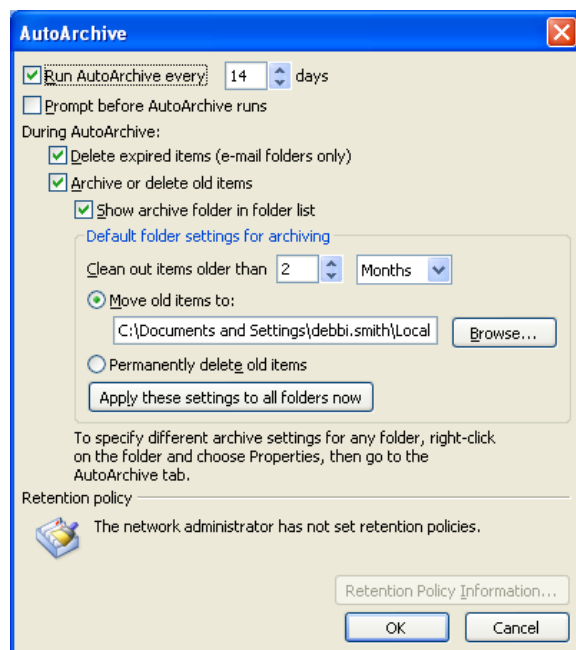 AutoArchive
Run AutoArchive every 14 days
Prompt before AutoArchive runs
During AutoArchive:
Delete expired items (e-mail folders only)
Archive or delete old items
Show archive folder in folder list
Default folder settings for archiving
Clean out items older than 2 Months
Move old items to:
C:\Documents and Settings\debbi.smith\Local Browse...
Permanently delete old items
Apply these settings to all folders now
To specify different archive settings for any folder, right-click
on the folder and choose Properties, then go to the
AutoArchive tab.
Retention policy
The network administrator has not set retention policies.
Retention Policy Information...
OK Cancel